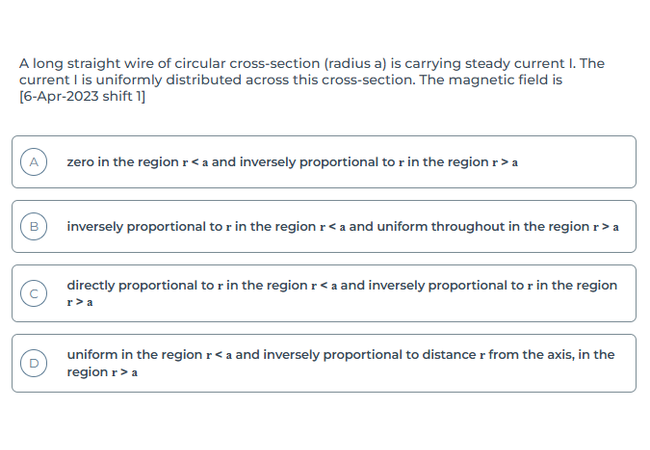 A long straight wire of circular cross-section (radius a) is carrying steady current I. The
current I is uniformly distributed across this cross-section. The magnetic field is
[6-Apr-2023 shift 1]
A zero in the region r < a and inversely proportional to r in the region r > a
B inversely proportional to r in the region r < a and uniform throughout in the region r > a
C directly proportional to r in the region r < a and inversely proportional to r in the region
r > a
D uniform in the region r < a and inversely proportional to distance r from the axis, in the
region r > a